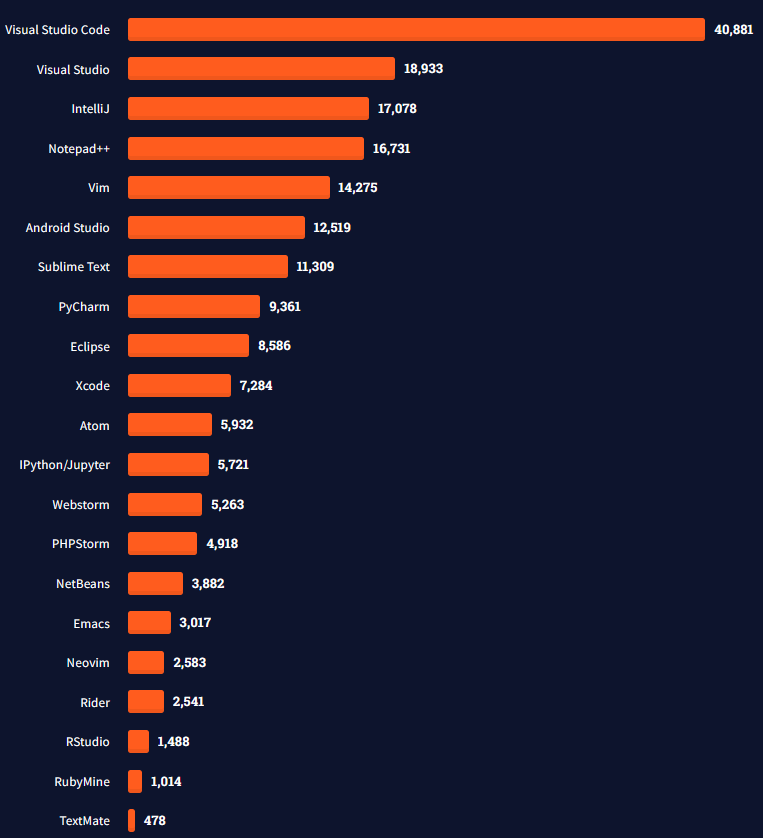 Visual Studio Code 40,881
Visual Studio 18,933
IntelliJ 17,078
Notepad++ 16,731
Vim 14,275
Android Studio 12,519
Sublime Text 11,309
PyCharm 9,361
Eclipse 8,586
Xcode 7,284
Atom 5,932
IPython/Jupyter 5,721
Webstorm 5,263
PHPStorm 4,918
NetBeans 3,882
Emacs 3,017
Neovim 2,583
Rider 2,541
RStudio 1,488
RubyMine 1,014
TextMate 478